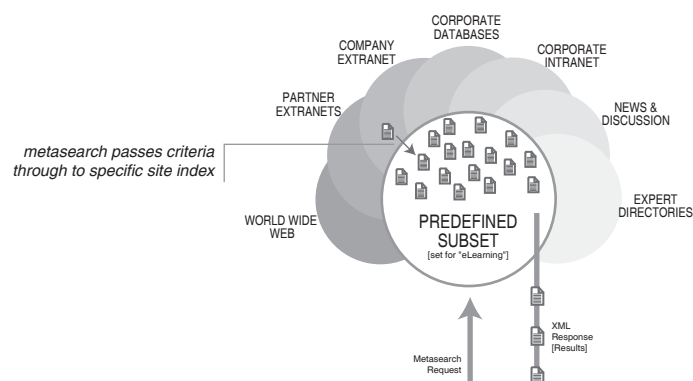 CORPORATE
DATABASES
COMPANY
EXTRANET
CORPORATE
INTRANET
PARTNER
EXTRANETS
NEWS &
DISCUSSION
metasearch passes criteria
through to specific site index
WORLD WIDE
WEB
EXPERT
DIRECTORIES
PREDEFINED
SUBSET
[set for "eLearning"]
XML
Response
[Results]
Metasearch
Request